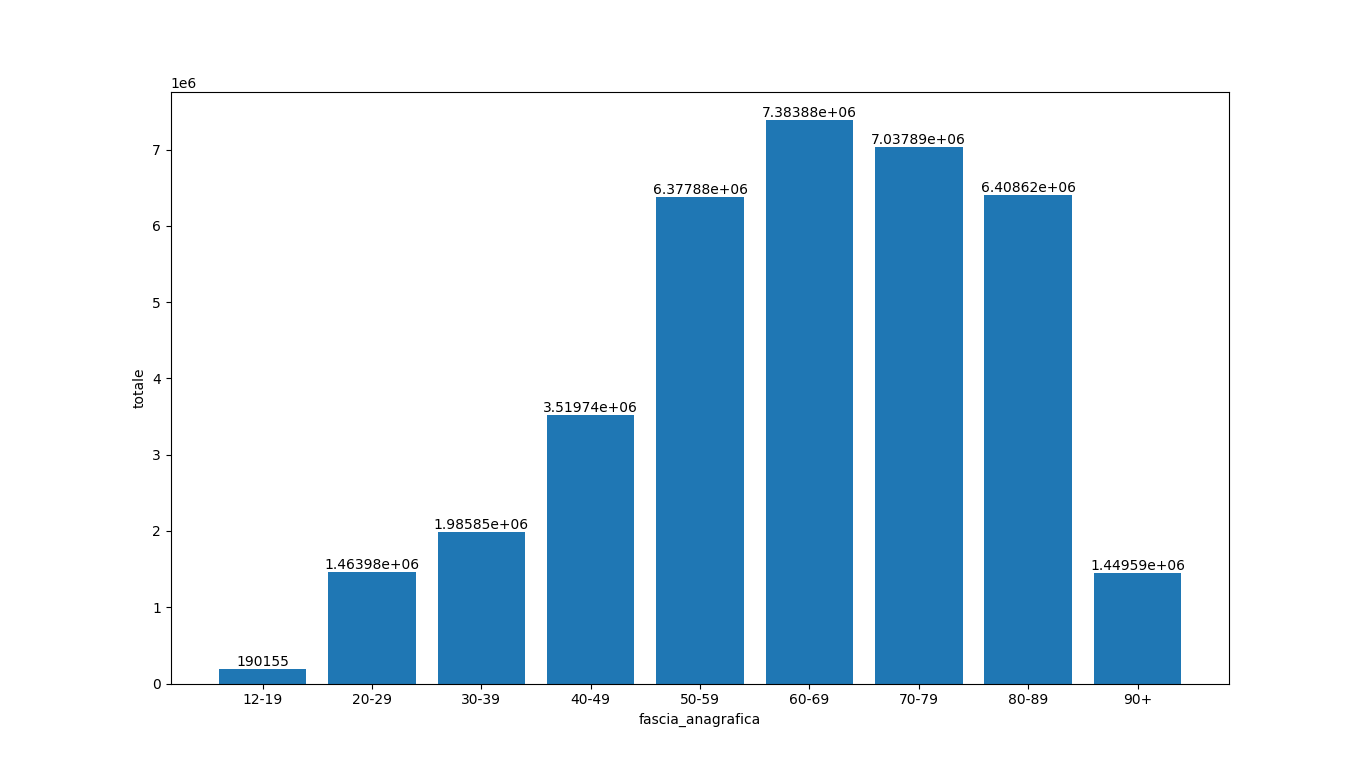 1e6
7.38388e+06
7.03789e+06
7
6.37788e+06
6.40862e+06
6
5
totale
4
3.51974e+06
3
1.98585e+06
2
1.46398e+06
1.44959e+06
1
190155
0
12-19 20-29 30-39 40-49 50-59 60-69 70-79 80-89 90+
fascia_anagrafica